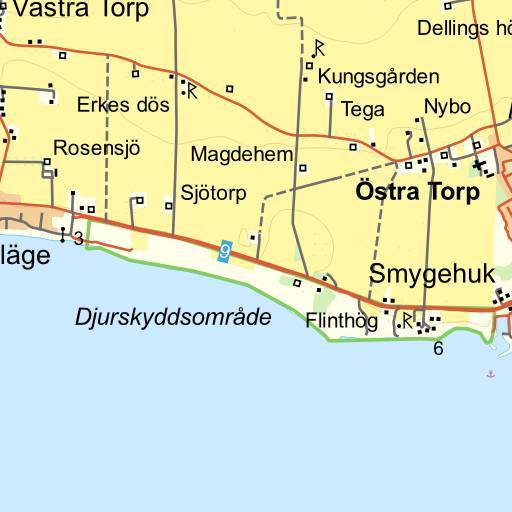 Västra Torp
Dellings hö
R
Kungsgården
R
Erkes dös
Tega
Nybo
Rosensjö
Magdehem
Sjötorp
Östra Torp
3
9
läge
Smygehuk
Djurskyddsområde
Flinthög
R
6